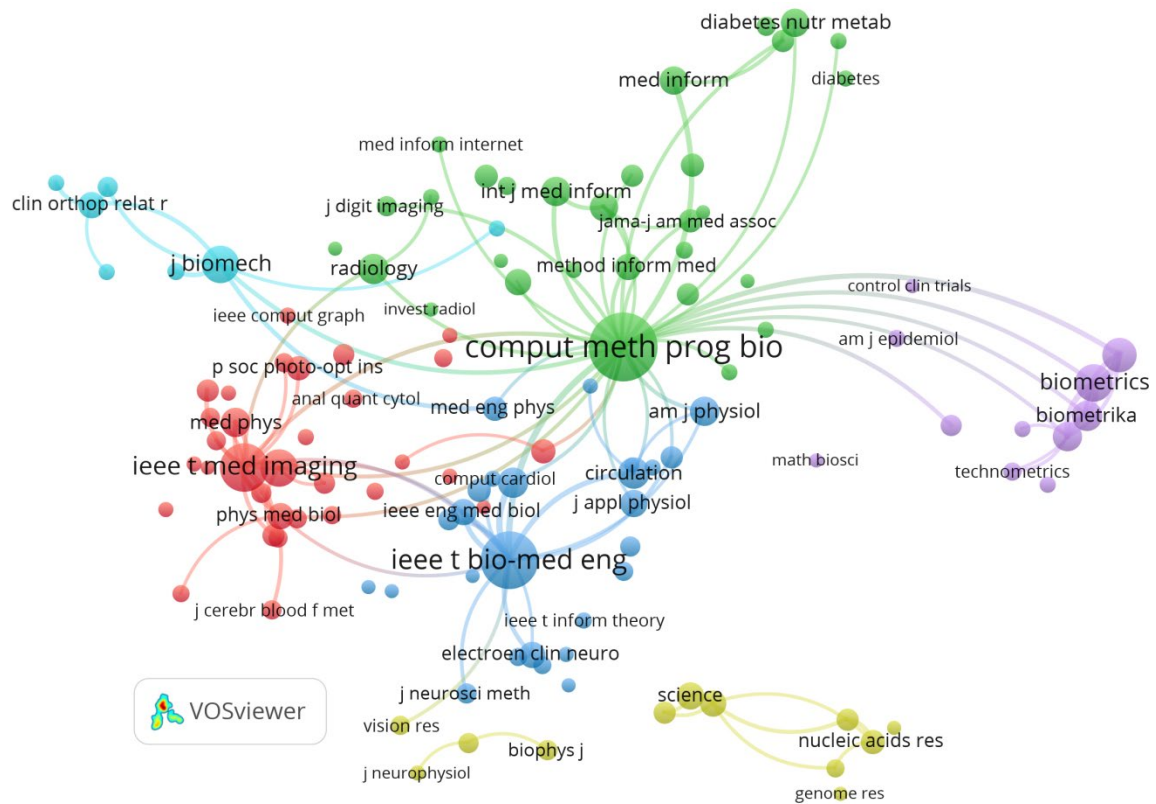 diabetes nutr metab
med inform
diabetes
med inform internet
int j med inform
clin orthop relat r
j digit imaging
jama-j am med assoc
j biomech
radiology
method inform med
control clin trials
ieee comput graph
invest radiol
am j epidemiol
comput meth prog bio
p soc photo-opt ins
biometrics
anal quant cytol
med eng phys
am j physiol
biometrika
med phys
ieee t med imaging
comput cardiol
circulation
math biosci
technometrics
phys med biol
ieee eng med biol
j appl physiol
ieee t bio-med eng
j cerebr blood f met
ieee t inform theory
electroen clin neuro
j neurosci meth
science
VOSviewer
vision res
biophys j
nucleic acids res
j neurophysiol
genome res